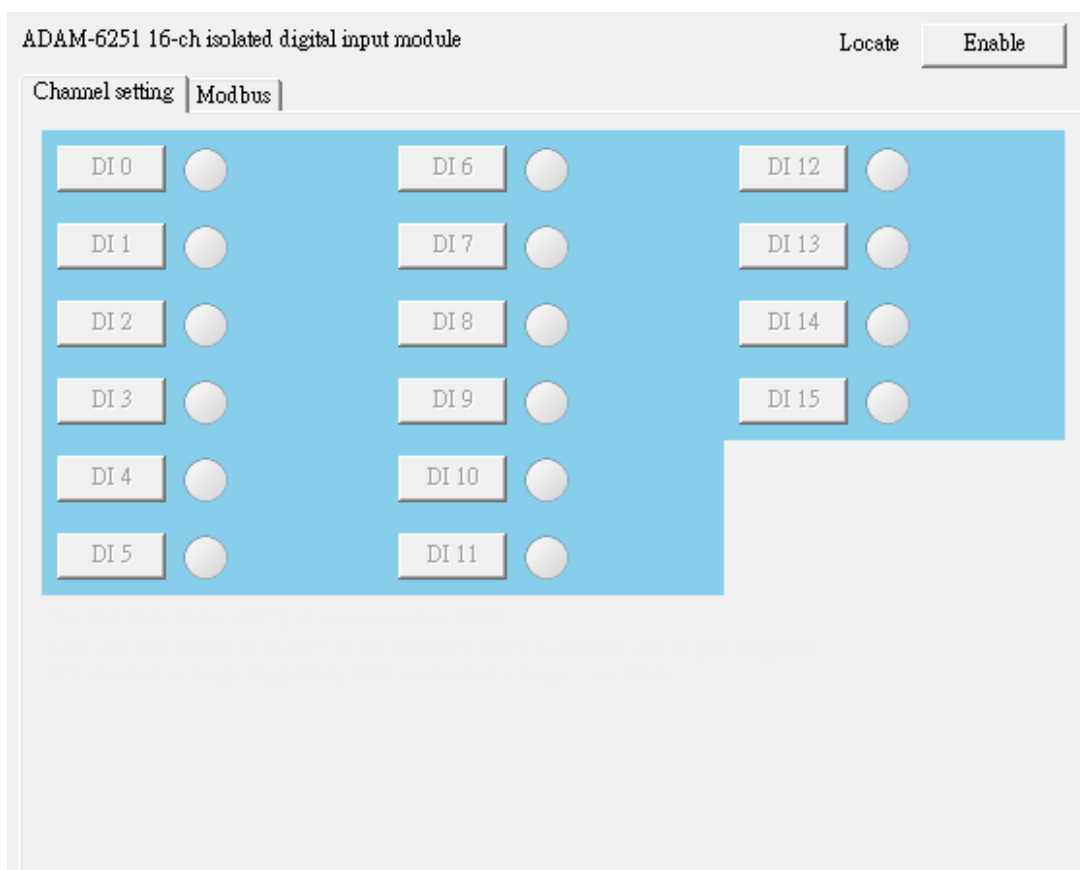 ADAM-6251 16-ch isolated digital input module
Locate Enable
Channel setting Modbus
DI 0 DI 6 DI 12
DI 1 DI 7 DI 13
DI 2 DI 8 DI 14
DI 3 DI 9 DI 15
DI 4 DI 10
DI 5 DI 11